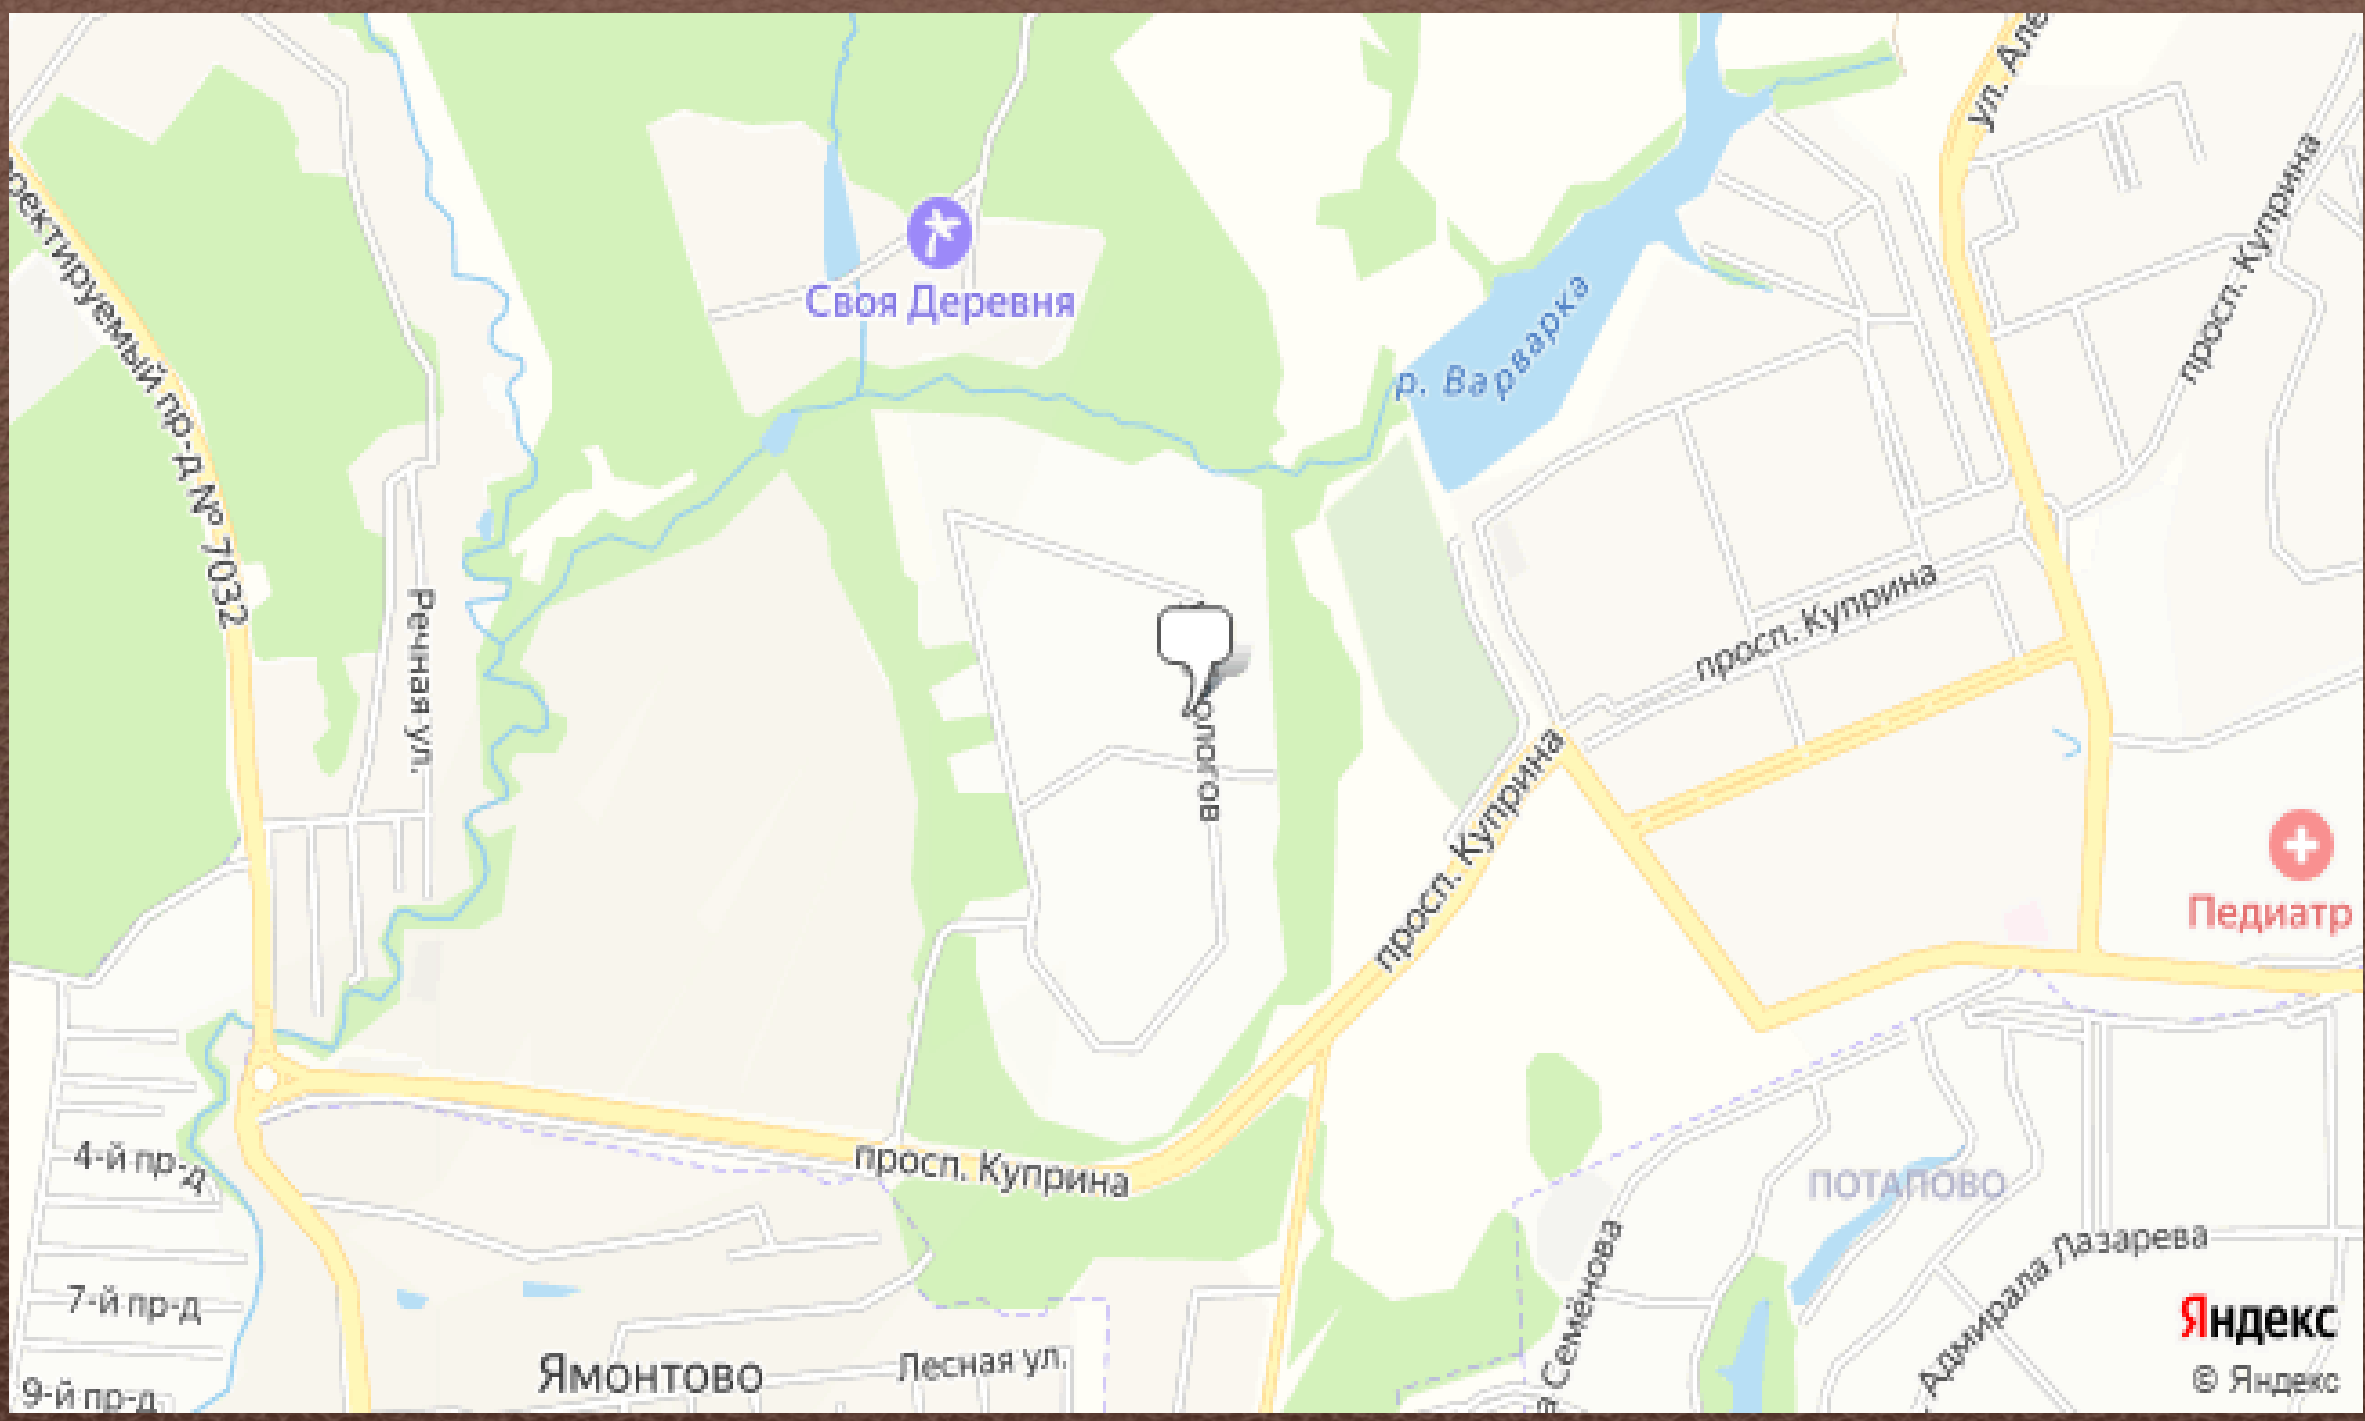 ул. Але
просп. Куприна
Своя Деревня
р. Варварка
оектируемый пр-д № 7032
Речная ул.
просп. Куприна
просп. Куприна
Педиатр
4-й пр-д
просп. Куприна
ПОТАПОВО
Адмирала Лазарева
а Семёнова
7-й пр-д
Ямонтово
Лесная ул.
9-й пр-д
Яндекс
© Яндекс